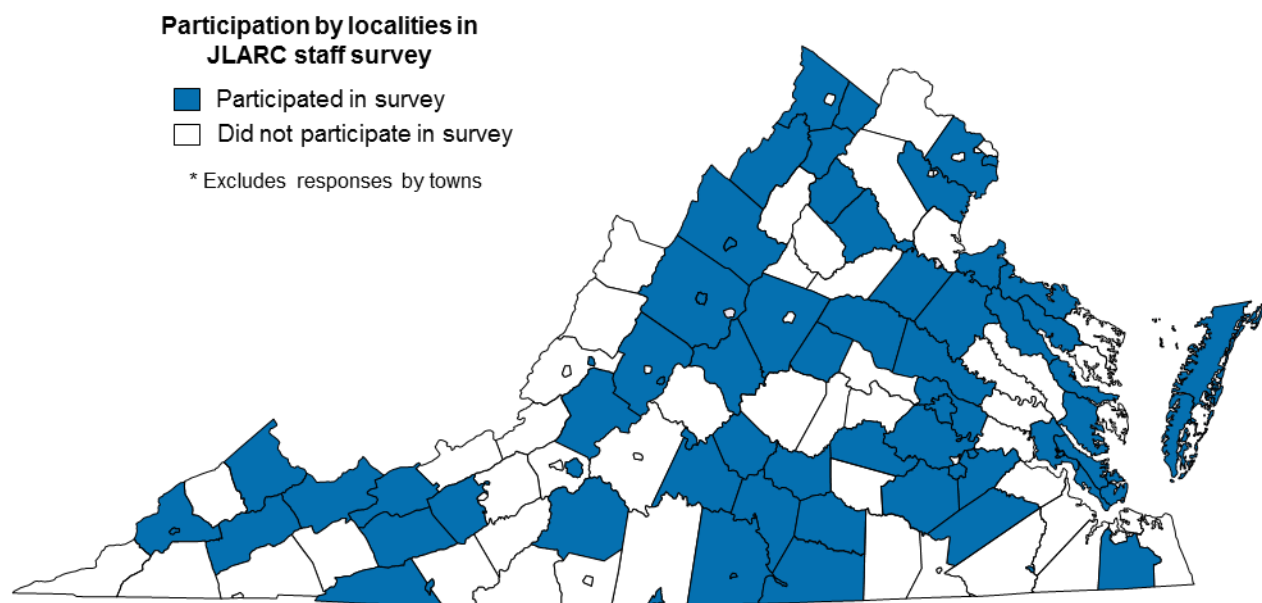 Participation by localities in
JLARC staff survey
Participated in survey
Did not participate in survey
* Excludes responses by towns